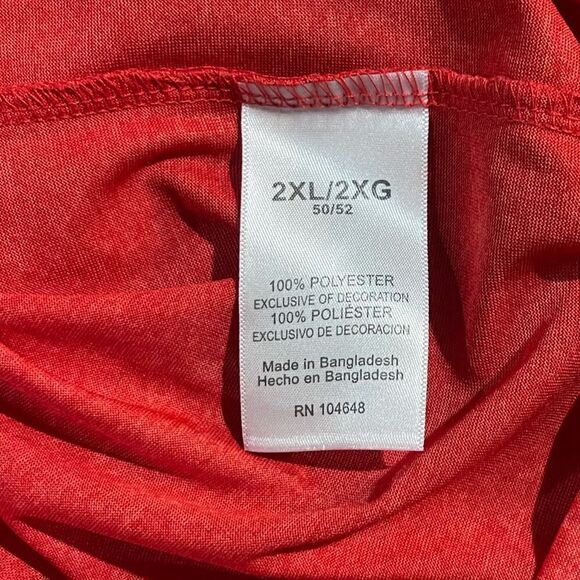 2XL/2XG
50/52
100% POLYESTER
EXCLUSIVE OF DECORATION
100% POLIÉSTER
EXCLUSIVO DE DECORACION
Made in Bangladesh
Hecho en Bangladesh
RN 104648